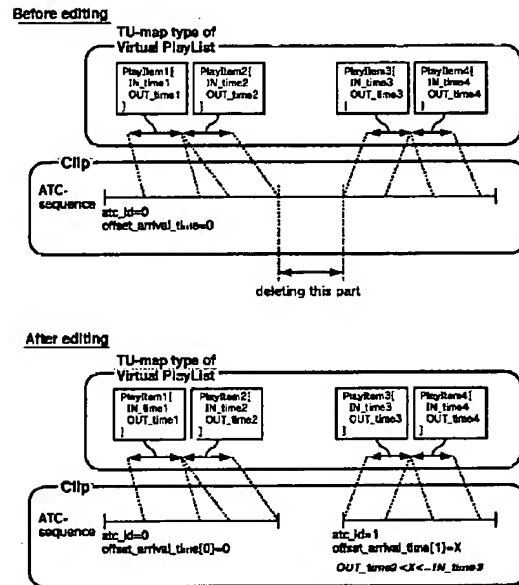 Before editing
TU-map type of
Virtual PlayList
PlayItem1{
IN_time1
OUT_time1
}
PlayItem2{
IN_time2
OUT_time2
}
PlayItem3{
IN_time3
OUT_time3
}
PlayItem4{
IN_time4
OUT_time4
}
Clip
ATC-
sequence
atc_id=0
offset_arrival_time=0
deleting this part
After editing
TU-map type of
Virtual PlayList
PlayItem1{
IN_time1
OUT_time1
}
PlayItem2{
IN_time2
OUT_time2
}
PlayItem3{
IN_time3
OUT_time3
}
PlayItem4{
IN_time4
OUT_time4
}
Clip
ATC-
sequence
atc_id=0
offset_arrival_time[0]=0
atc_id=1
offset_arrival_time[1]=X